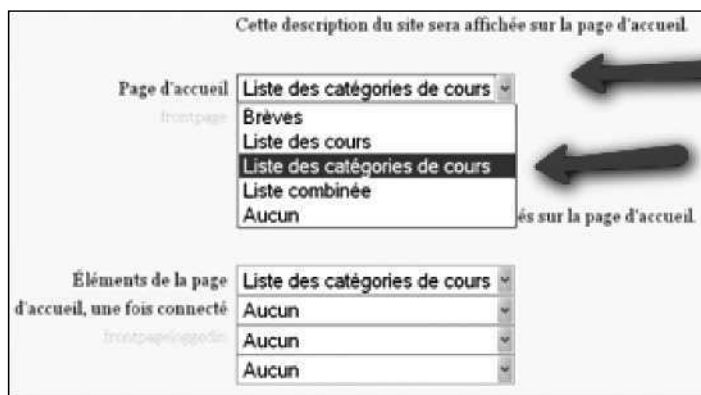 Cette description du site sera affichée sur la page d'accueil.
Page d'accueil Liste des catégories de cours
frontpage Brèves
Liste des cours
Liste des catégories de cours
Liste combinée
Aucun és sur la page d'accueil.
Éléments de la page Liste des catégories de cours
d'accueil, une fois connecté Aucun
frontpageloggedin Aucun
Aucun